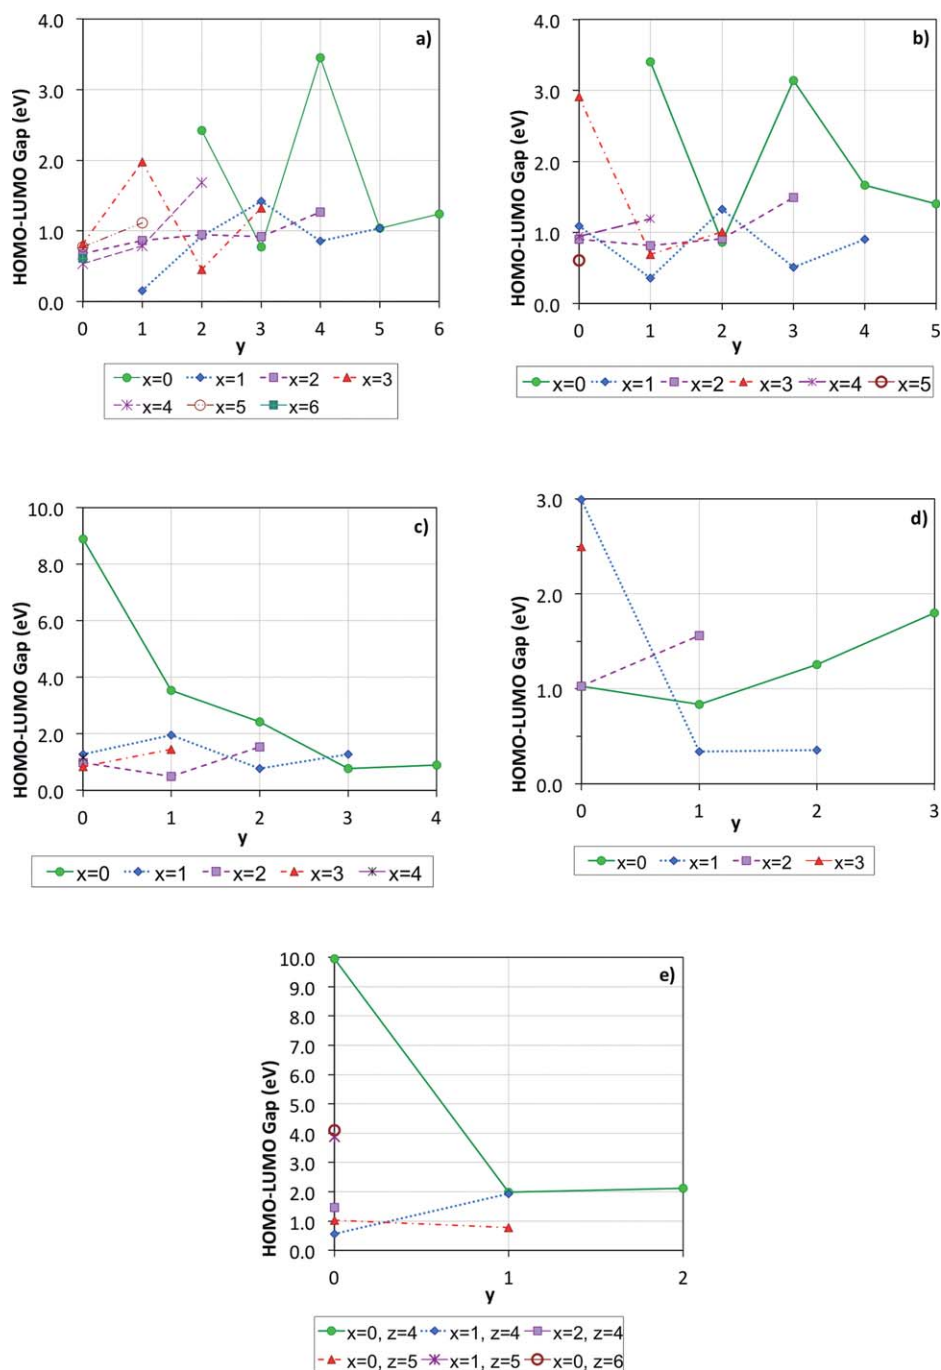 a)
HOMO-LUMO Gap (eV)
4.0
3.0
2.0
1.0
0.0
0 1 2 3 4 5 6
y
x=0 x=1 x=2 x=3
x=4 x=5 x=6
b)
HOMO-LUMO Gap (eV)
4.0
3.0
2.0
1.0
0.0
0 1 2 3 4 5
y
x=0 x=1 x=2 x=3 x=4 x=5
c)
HOMO-LUMO Gap (eV)
10.0
8.0
6.0
4.0
2.0
0.0
0 1 2 3 4
y
x=0 x=1 x=2 x=3 x=4
d)
HOMO-LUMO Gap (eV)
3.0
2.0
1.0
0.0
0 1 2 3
y
x=0 x=1 x=2 x=3
e)
HOMO-LUMO Gap (eV)
10.0
9.0
8.0
7.0
6.0
5.0
4.0
3.0
2.0
1.0
0.0
0 1 2
y
x=0, z=4 x=1, z=4 x=2, z=4
x=0, z=5 x=1, z=5 x=0, z=6